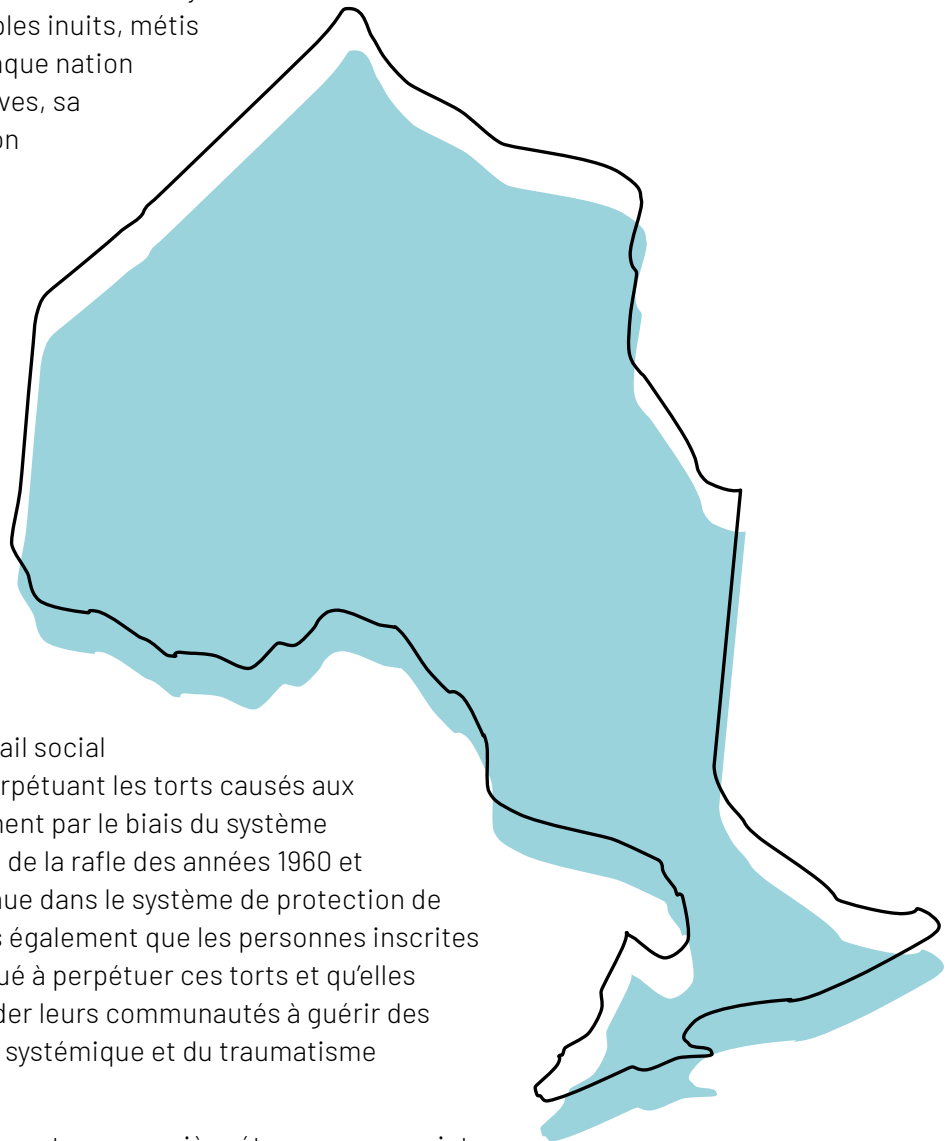 ples inuits, métis
que nation
ves, sa
on
ail social
rpétuant les torts causés aux
ment par le biais du système
de la rafle des années 1960 et
nue dans le système de protection de
s également que les personnes inscrites
ué à perpétuer ces torts et qu'elles
der leurs communautés à guérir des
systémique et du traumatisme